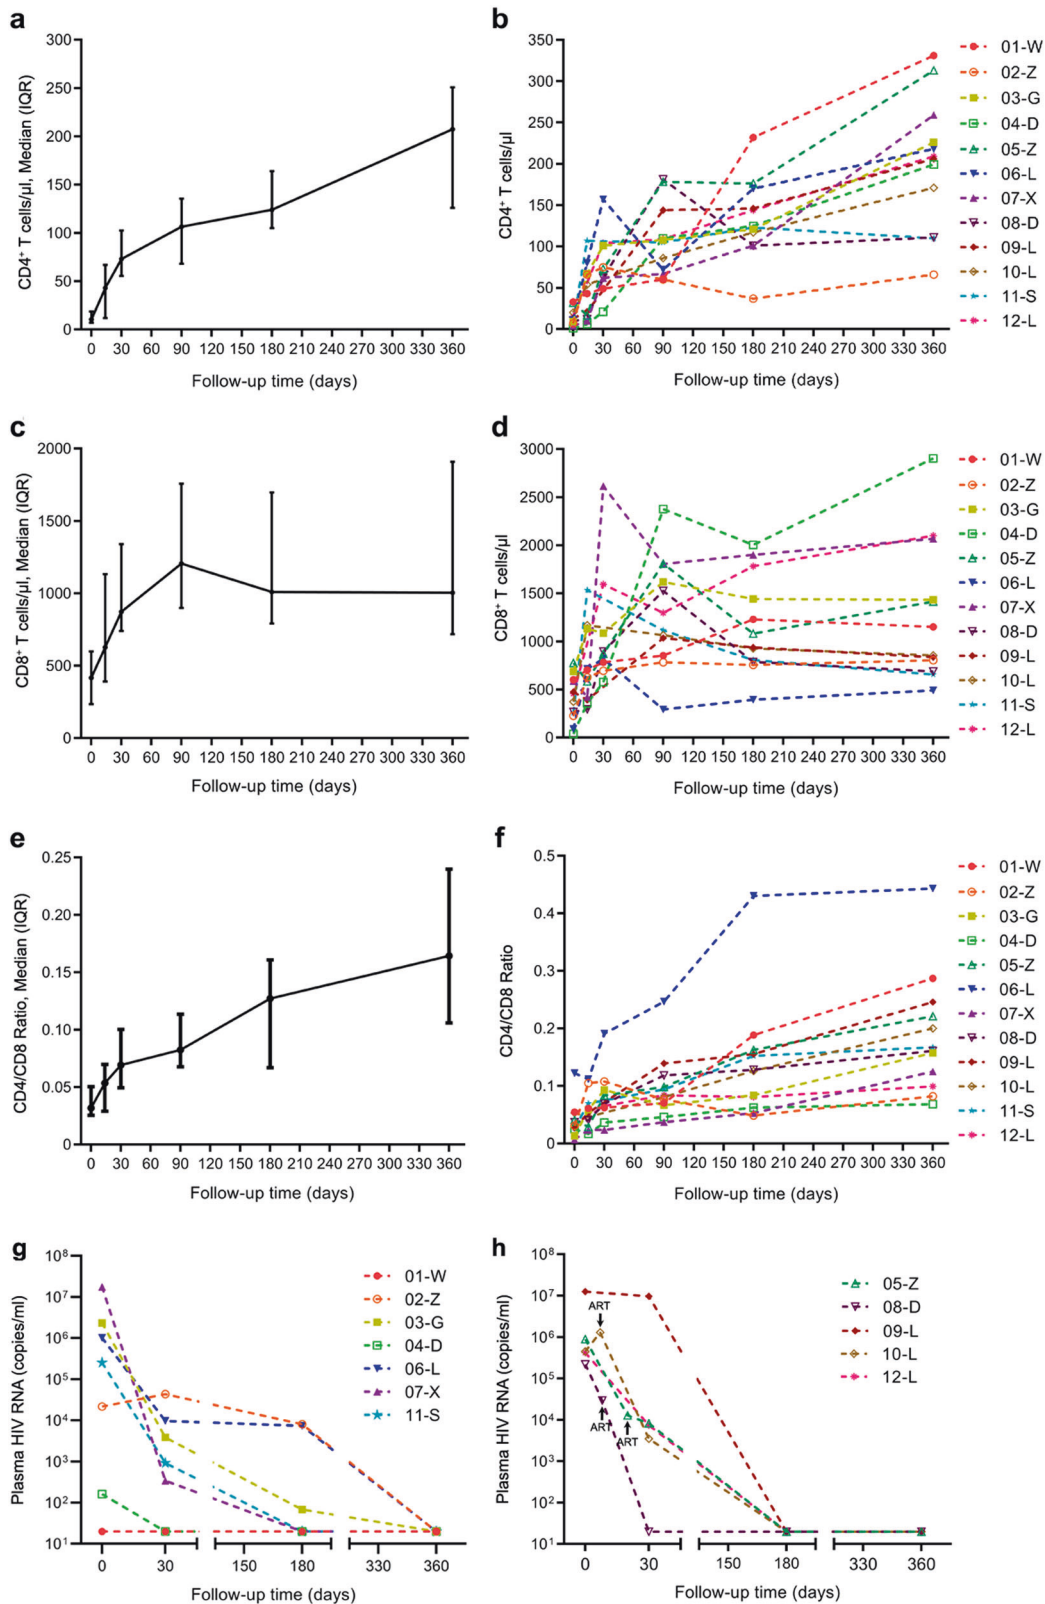 a
CD4⁺ T cells/µl, Median (IQR)
300
250
200
150
100
50
0
0 30 60 90 120 150 180 210 240 270 300 330 360
Follow-up time (days)
b
CD4⁺ T cells/µl
350
300
250
200
150
100
50
0
0 30 60 90 120 150 180 210 240 270 300 330 360
Follow-up time (days)
01-W
02-Z
03-G
04-D
05-Z
06-L
07-X
08-D
09-L
10-L
11-S
12-L
c
CD8⁺ T cells/µl, Median (IQR)
2000
1500
1000
500
0
0 30 60 90 120 150 180 210 240 270 300 330 360
Follow-up time (days)
d
CD8⁺ T cells/µl
3000
2500
2000
1500
1000
500
0
0 30 60 90 120 150 180 210 240 270 300 330 360
Follow-up time (days)
01-W
02-Z
03-G
04-D
05-Z
06-L
07-X
08-D
09-L
10-L
11-S
12-L
e
CD4/CD8 Ratio, Median (IQR)
0.25
0.20
0.15
0.10
0.05
0
0 30 60 90 120 150 180 210 240 270 300 330 360
Follow-up time (days)
f
CD4/CD8 Ratio
0.5
0.4
0.3
0.2
0.1
0
0 30 60 90 120 150 180 210 240 270 300 330 360
Follow-up time (days)
01-W
02-Z
03-G
04-D
05-Z
06-L
07-X
08-D
09-L
10-L
11-S
12-L
g
Plasma HIV RNA (copies/ml)
10⁸
10⁷
10⁶
10⁵
10⁴
10³
10²
10¹
0 30 150 180 330 360
Follow-up time (days)
01-W
02-Z
03-G
04-D
06-L
07-X
11-S
h
Plasma HIV RNA (copies/ml)
10⁸
10⁷
10⁶
10⁵
10⁴
10³
10²
10¹
ART
ART
ART
0 30 150 180 330 360
Follow-up time (days)
05-Z
08-D
09-L
10-L
12-L